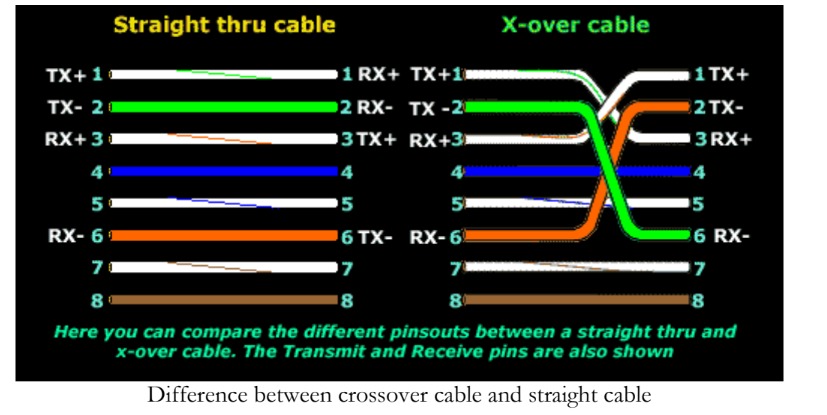 Straight thru cable X-over cable
TX+ 1 1 RX+ TX+1 1 TX+
TX- 2 2 RX- TX -2 2 TX-
RX+ 3 3 TX+ RX+3 3 RX+
4 4 4 4
5 5 5 5
RX- 6 6 TX- RX- 6 6 RX-
7 7 7 7
8 8 8 8
Here you can compare the different pinsouts between a straight thru and
x-over cable. The Transmit and Receive pins are also shown
Difference between crossover cable and straight cable